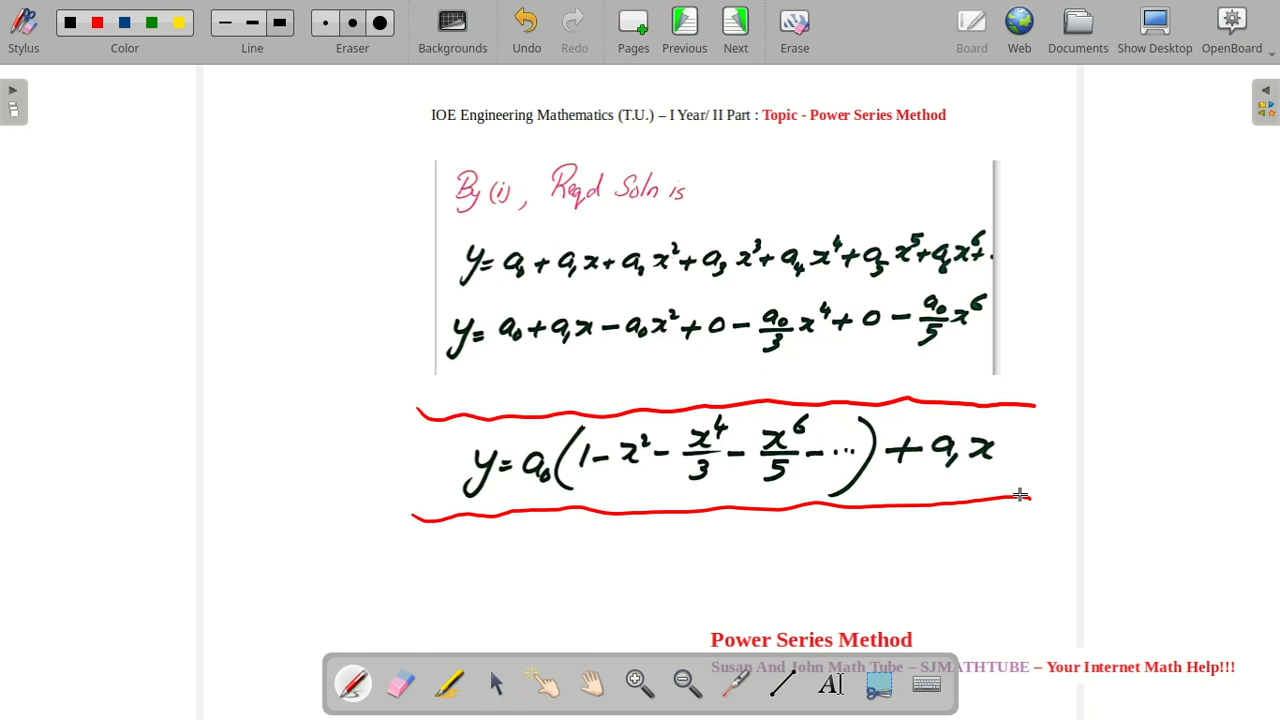 Stylus Color Line Eraser Backgrounds Undo Redo Pages Previous Next Erase Board Web Documents Show Desktop OpenBoard
IOE Engineering Mathematics (T.U.) – I Year/ II Part : Topic - Power Series Method
By (i), Reqd Soln is
y = a₀ + a₁x + a₂x² + a₃x³ + a₄x⁴ + a₅x⁵ + a₆x⁶ + .
y = a₀ + a₁x − a₀x² + 0 − a₀/3 x⁴ + 0 − a₀/5 x⁶
y = a₀(1 − x² − x⁴/3 − x⁶/5 − ...) + a₁x
Power Series Method
Susan And John Math Tube – SJMATHTUBE – Your Internet Math Help!!!